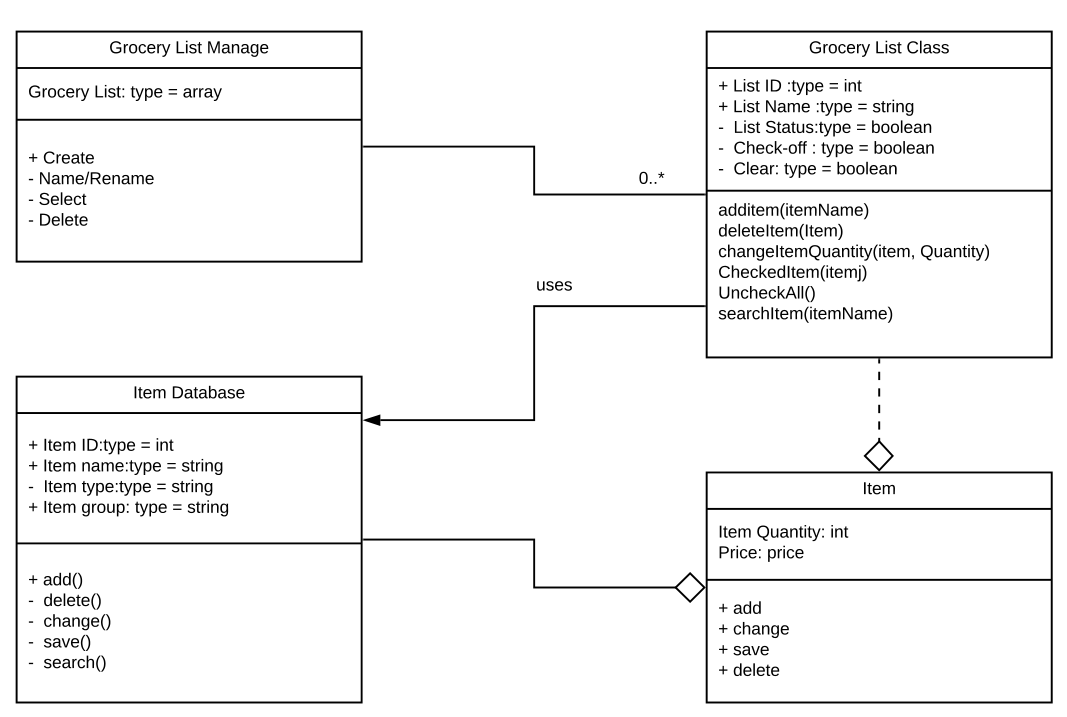 Grocery List Manage
Grocery List: type = array
+ Create
- Name/Rename
- Select
- Delete
Grocery List Class
+ List ID :type = int
+ List Name :type = string
-  List Status:type = boolean
-  Check-off : type = boolean
-  Clear: type = boolean
additem(itemName)
deleteItem(Item)
changeItemQuantity(item, Quantity)
CheckedItem(itemj)
UncheckAll()
searchItem(itemName)
0..*
uses
Item Database
+ Item ID:type = int
+ Item name:type = string
-  Item type:type = string
+ Item group: type = string
+ add()
-  delete()
-  change()
-  save()
-  search()
Item
Item Quantity: int
Price: price
+ add
+ change
+ save
+ delete